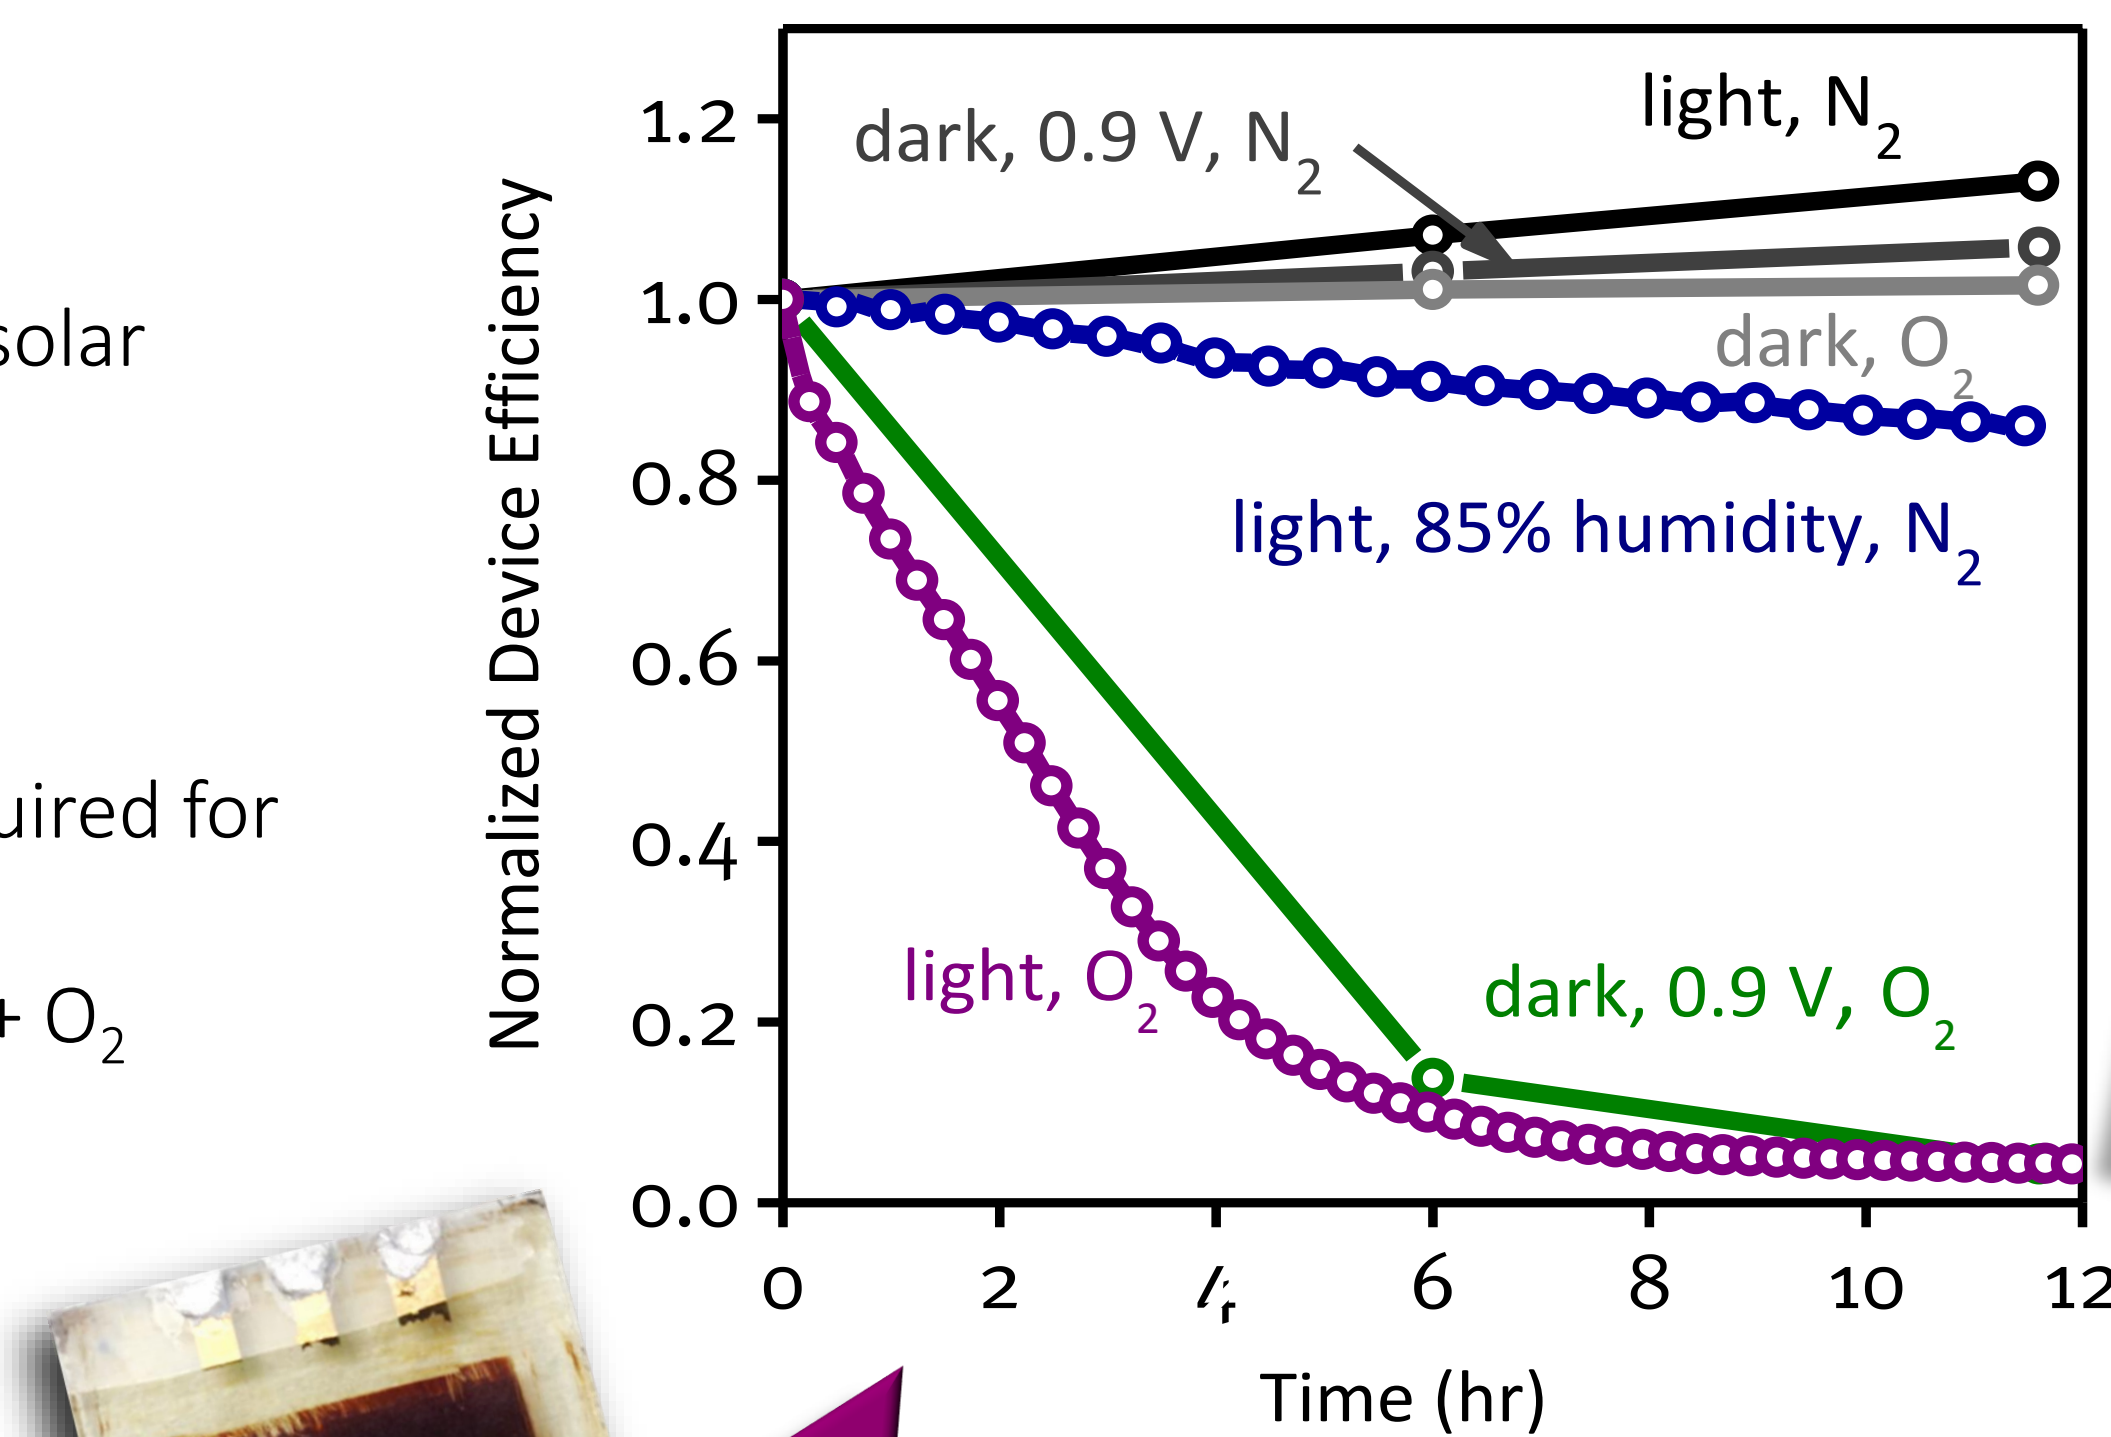 solar
uired for
+ O₂
Normalized Device Efficiency
1.2
1.0
0.8
0.6
0.4
0.2
0.0
light, N₂
dark, 0.9 V, N₂
dark, O₂
light, 85% humidity, N₂
light, O₂
dark, 0.9 V, O₂
0 2 4 6 8 10 12
Time (hr)